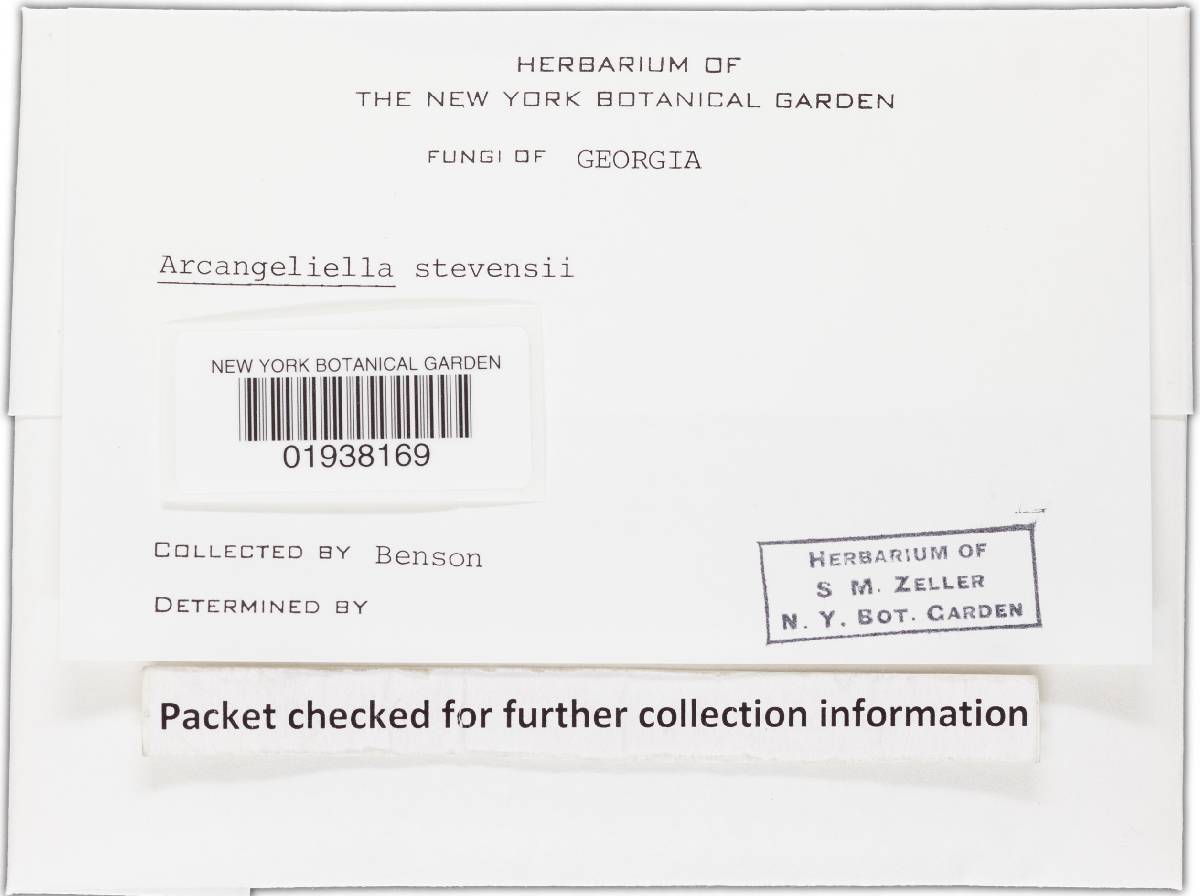 HERBARIUM OF
THE NEW YORK BOTANICAL GARDEN
FUNGI OF GEORGIA
Arcangeliella stevensii
NEW YORK BOTANICAL GARDEN
01938169
COLLECTED BY Benson
DETERMINED BY
HERBARIUM OF
S M. ZELLER
N. Y. BOT. GARDEN
Packet checked for further collection information